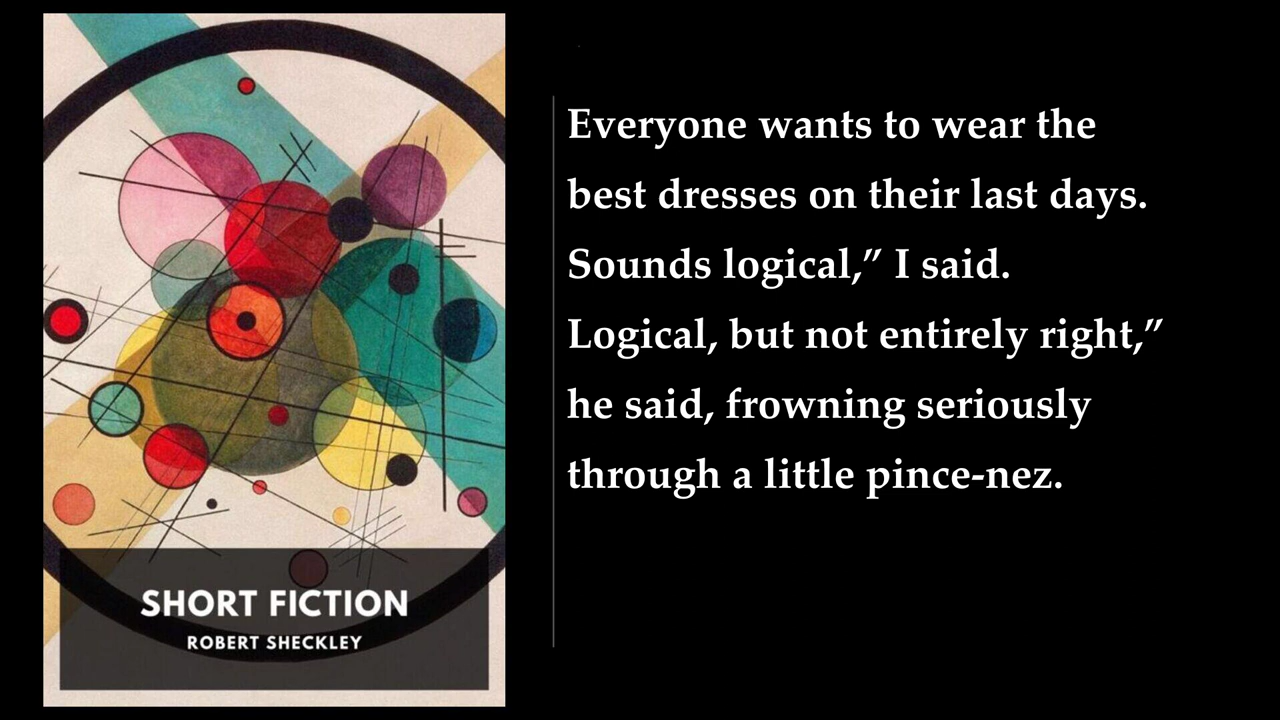 SHORT FICTION
ROBERT SHECKLEY
Everyone wants to wear the
best dresses on their last days.
Sounds logical,” I said.
Logical, but not entirely right,”
he said, frowning seriously
through a little pince-nez.